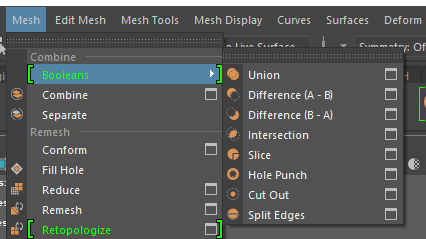 Mesh Edit Mesh Mesh Tools Mesh Display Curves Surfaces Deform
Live Surface Symmetry: Of
Combine
Booleans
Combine
Separate
Remesh
Conform
Fill Hole
Reduce
Remesh
Retopologize
Union
Difference (A - B)
Difference (B - A)
Intersection
Slice
Hole Punch
Cut Out
Split Edges